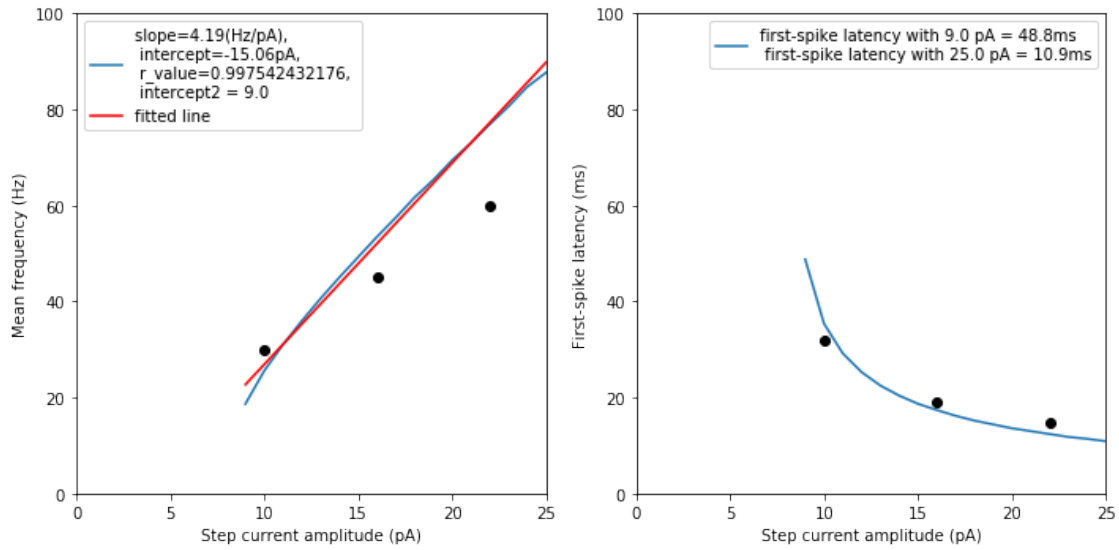 slope=4.19(Hz/pA),
intercept=-15.06pA,
r_value=0.997542432176,
intercept2 = 9.0
fitted line
Mean frequency (Hz)
100
80
60
40
20
0
0 5 10 15 20 25
Step current amplitude (pA)
first-spike latency with 9.0 pA = 48.8ms
first-spike latency with 25.0 pA = 10.9ms
First-spike latency (ms)
100
80
60
40
20
0
0 5 10 15 20 25
Step current amplitude (pA)